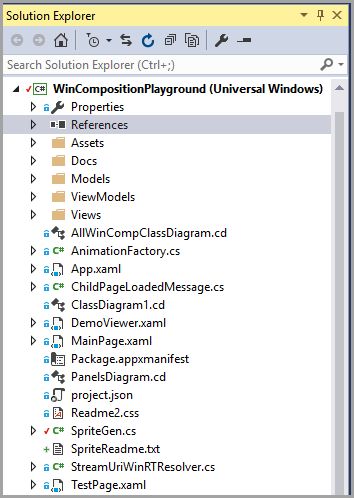 Solution Explorer
Search Solution Explorer (Ctrl+;)
C# WinCompositionPlayground (Universal Windows)
Properties
References
Assets
Docs
Models
ViewModels
Views
AllWinCompClassDiagram.cd
C# AnimationFactory.cs
App.xaml
C# ChildPageLoadedMessage.cs
ClassDiagram1.cd
DemoViewer.xaml
MainPage.xaml
Package.appxmanifest
PanelsDiagram.cd
project.json
Readme2.css
C# SpriteGen.cs
SpriteReadme.txt
C# StreamUriWinRTResolver.cs
TestPage.xaml